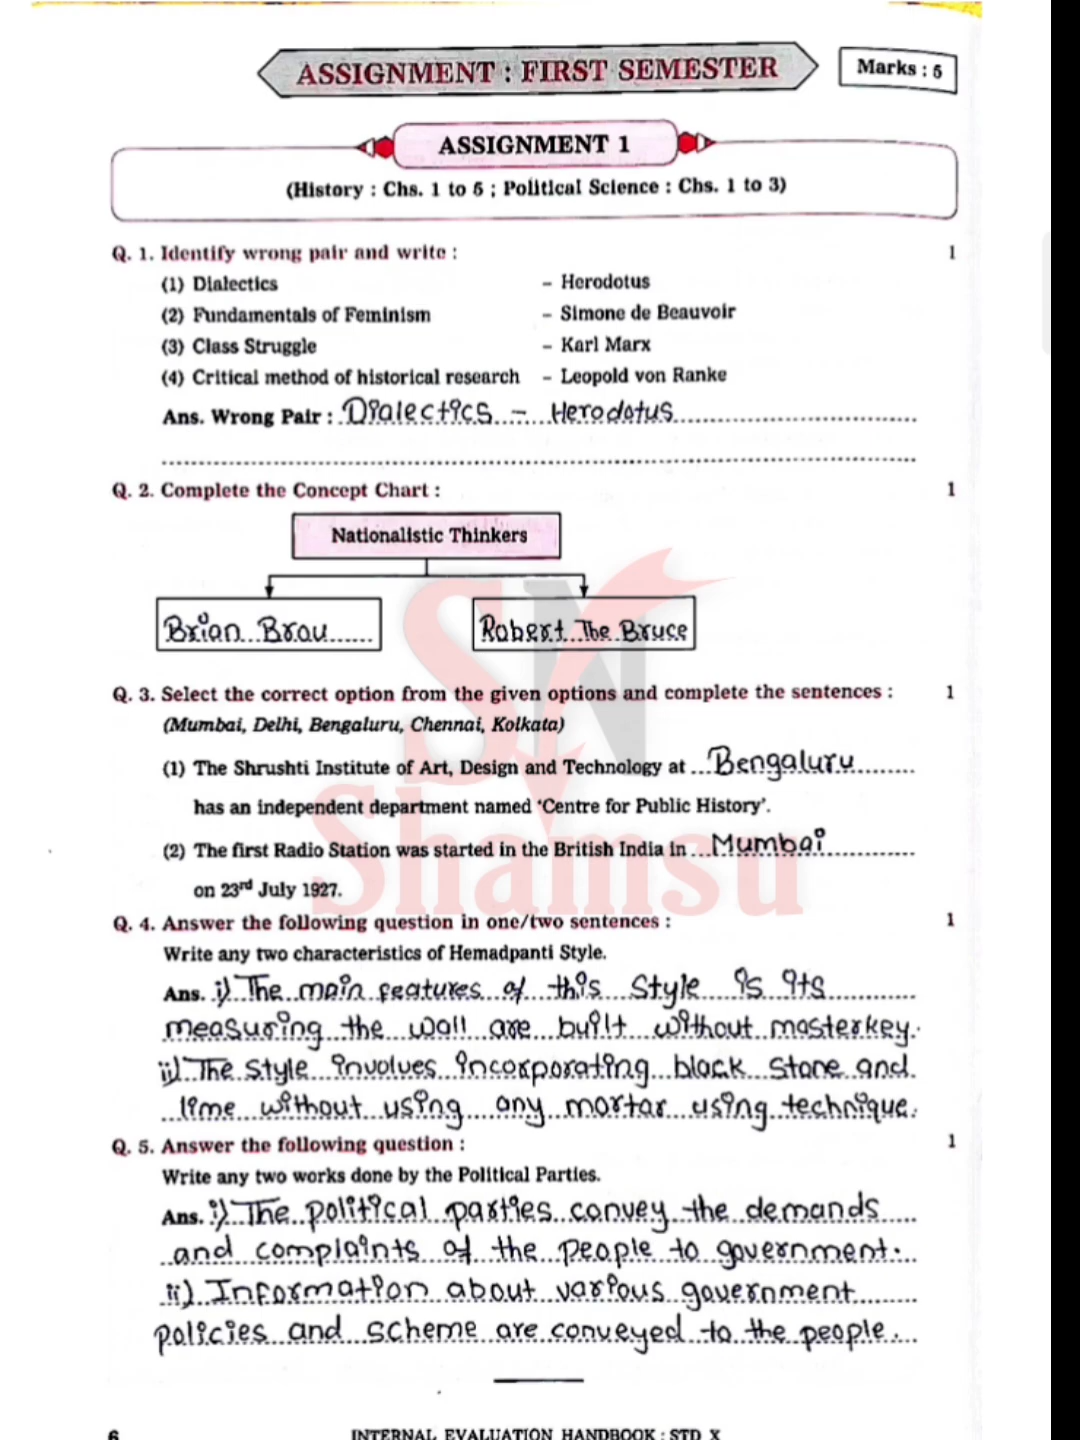 ASSIGNMENT : FIRST SEMESTER
Marks : 5
ASSIGNMENT 1
(History : Chs. 1 to 5 ; Political Science : Chs. 1 to 3)
Q. 1. Identify wrong pair and write : 1
(1) Dialectics – Herodotus
(2) Fundamentals of Feminism – Simone de Beauvoir
(3) Class Struggle – Karl Marx
(4) Critical method of historical research – Leopold von Ranke
Ans. Wrong Pair : Dialectics – Herodotus
Q. 2. Complete the Concept Chart : 1
Nationalistic Thinkers
Brian Brou Robert The Bruce
SN
Shamsu
Q. 3. Select the correct option from the given options and complete the sentences : 1
(Mumbai, Delhi, Bengaluru, Chennai, Kolkata)
(1) The Shrushti Institute of Art, Design and Technology at Bengaluru
has an independent department named ‘Centre for Public History’.
(2) The first Radio Station was started in the British India in Mumbai
on 23rd July 1927.
Q. 4. Answer the following question in one/two sentences : 1
Write any two characteristics of Hemadpanti Style.
Ans. i) The main features of this Style is its
measuring the wall are built without masterkey.
ii) The Style involves incorporating black Stone and
lime without using any mortar using technique.
Q. 5. Answer the following question : 1
Write any two works done by the Political Parties.
Ans. i) The political parties convey the demands
and complaints of the people to government.
ii) Information about various government
policies and scheme are conveyed to the people.
6 INTERNAL EVALUATION HANDBOOK : STD X